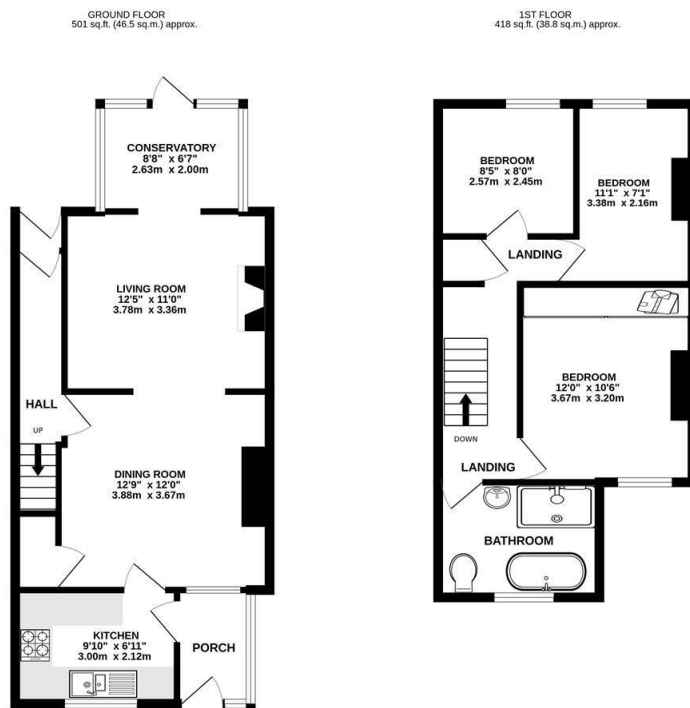 GROUND FLOOR
501 sq.ft. (46.5 sq.m.) approx.
1ST FLOOR
418 sq.ft. (38.8 sq.m.) approx.
CONSERVATORY
8'8" x 6'7"
2.63m x 2.00m
LIVING ROOM
12'5" x 11'0"
3.78m x 3.36m
HALL
UP
DINING ROOM
12'9" x 12'0"
3.88m x 3.67m
KITCHEN
9'10" x 6'11"
3.00m x 2.12m
PORCH
BEDROOM
8'5" x 8'0"
2.57m x 2.45m
BEDROOM
11'1" x 7'1"
3.38m x 2.16m
LANDING
BEDROOM
12'0" x 10'6"
3.67m x 3.20m
DOWN
LANDING
BATHROOM